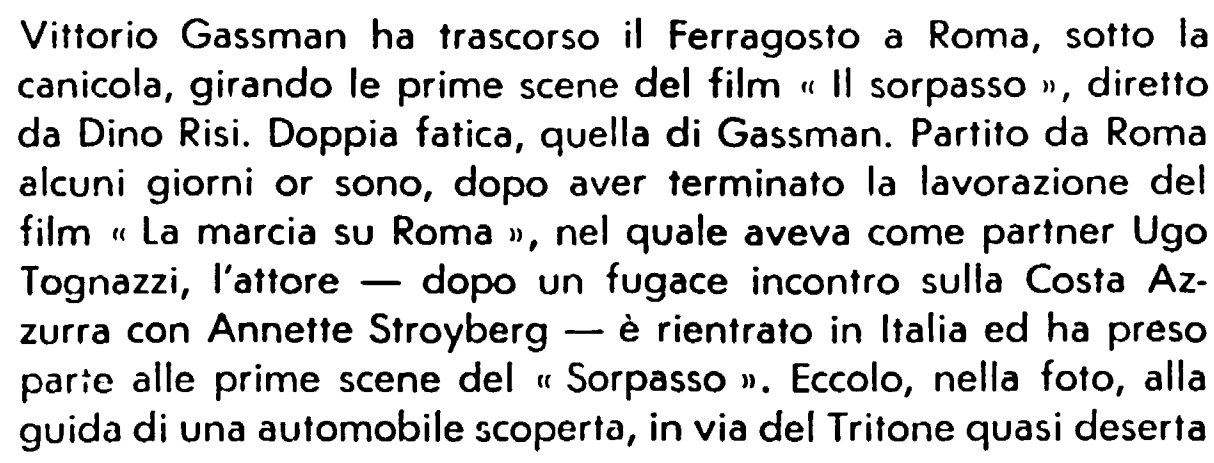 Vittorio Gassman ha trascorso il Ferragosto a Roma, sotto la
canicola, girando le prime scene del film « Il sorpasso », diretto
da Dino Risi. Doppia fatica, quella di Gassman. Partito da Roma
alcuni giorni or sono, dopo aver terminato la lavorazione del
film « La marcia su Roma », nel quale aveva come partner Ugo
Tognazzi, l'attore — dopo un fugace incontro sulla Costa Az-
zurra con Annette Stroyberg — è rientrato in Italia ed ha preso
parte alle prime scene del « Sorpasso ». Eccolo, nella foto, alla
guida di una automobile scoperta, in via del Tritone quasi deserta